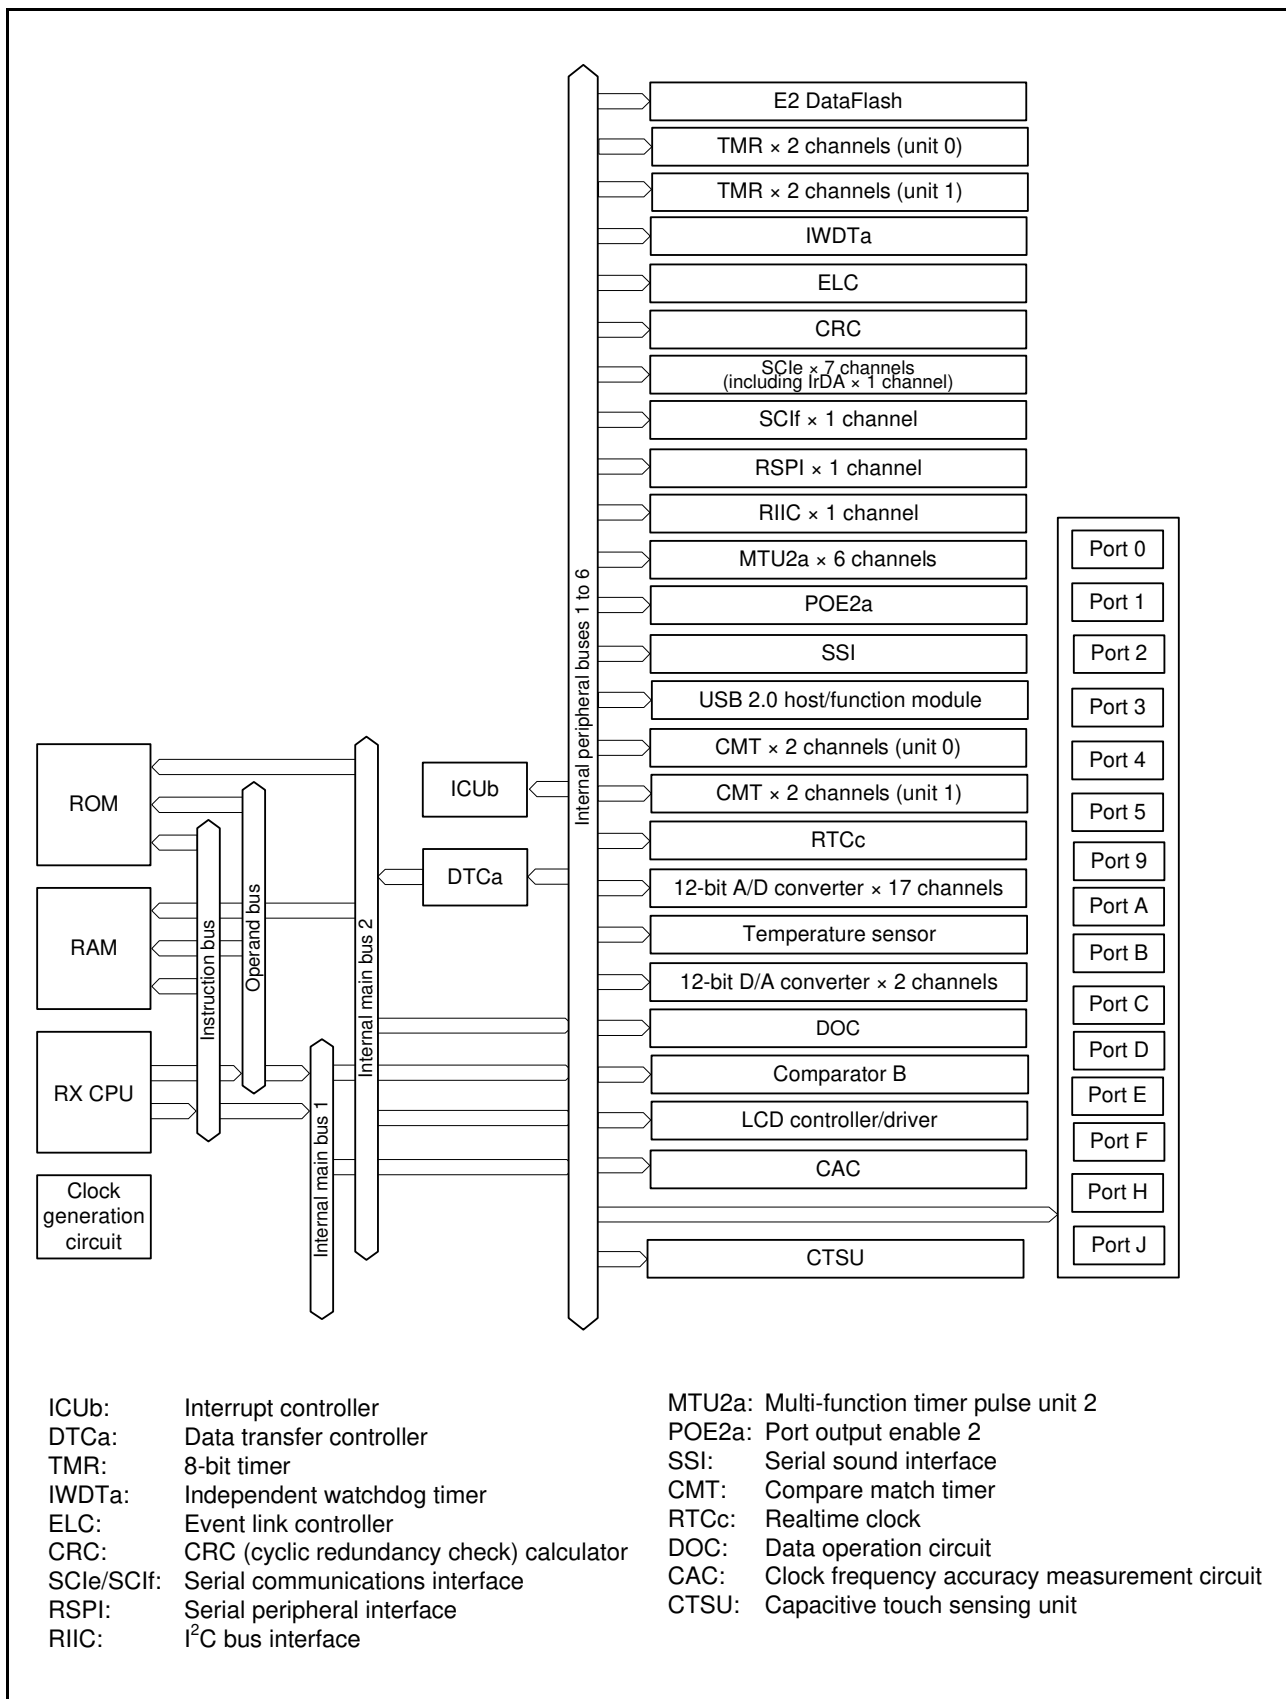 E2 DataFlash
TMR × 2 channels (unit 0)
TMR × 2 channels (unit 1)
IWDTa
ELC
CRC
SCIe × 7 channels
(including IrDA × 1 channel)
SCIf × 1 channel
RSPI × 1 channel
RIIC × 1 channel
MTU2a × 6 channels
POE2a
SSI
USB 2.0 host/function module
CMT × 2 channels (unit 0)
CMT × 2 channels (unit 1)
RTCc
12-bit A/D converter × 17 channels
Temperature sensor
12-bit D/A converter × 2 channels
DOC
Comparator B
LCD controller/driver
CAC
CTSU
Port 0
Port 1
Port 2
Port 3
Port 4
Port 5
Port 9
Port A
Port B
Port C
Port D
Port E
Port F
Port H
Port J
Internal peripheral buses 1 to 6
ICUb
DTCa
ROM
RAM
RX CPU
Clock
generation
circuit
Instruction bus
Operand bus
Internal main bus 1
Internal main bus 2
ICUb: Interrupt controller
DTCa: Data transfer controller
TMR: 8-bit timer
IWDTa: Independent watchdog timer
ELC: Event link controller
CRC: CRC (cyclic redundancy check) calculator
SCIe/SCIf: Serial communications interface
RSPI: Serial peripheral interface
RIIC: I²C bus interface
MTU2a: Multi-function timer pulse unit 2
POE2a: Port output enable 2
SSI: Serial sound interface
CMT: Compare match timer
RTCc: Realtime clock
DOC: Data operation circuit
CAC: Clock frequency accuracy measurement circuit
CTSU: Capacitive touch sensing unit